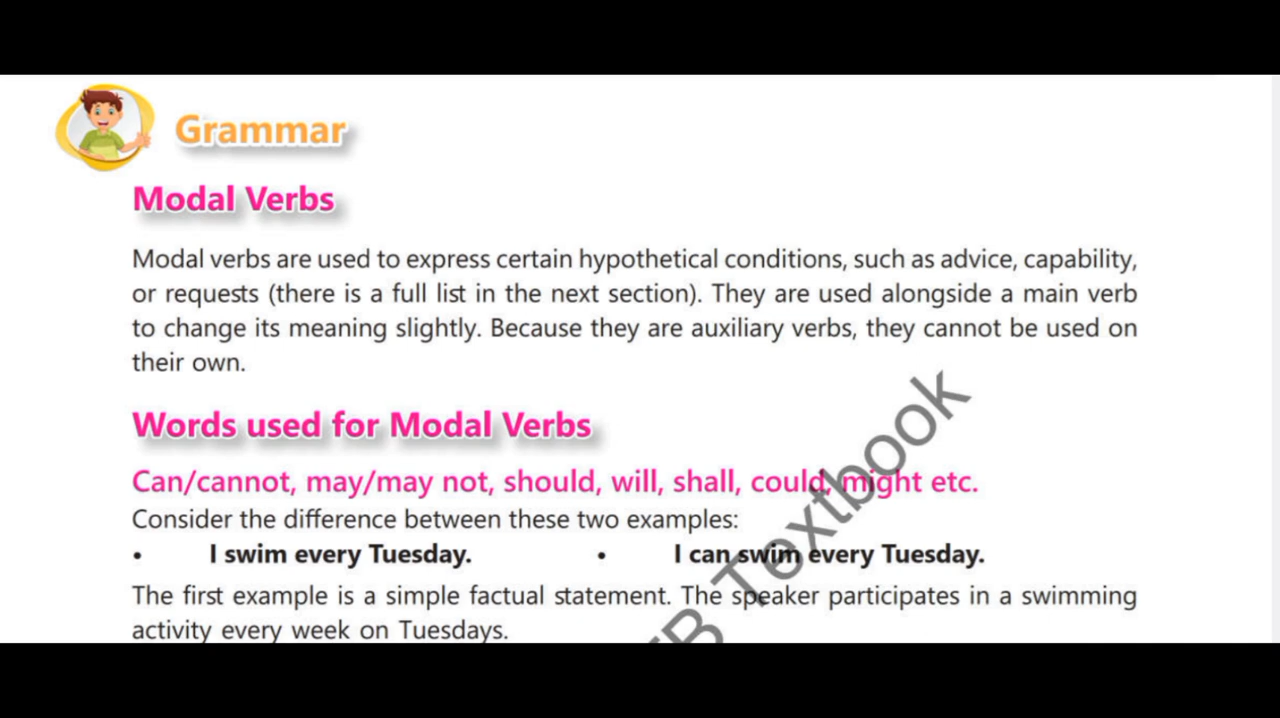 Grammar
Modal Verbs
Modal verbs are used to express certain hypothetical conditions, such as advice, capability,
or requests (there is a full list in the next section). They are used alongside a main verb
to change its meaning slightly. Because they are auxiliary verbs, they cannot be used on
their own.
Words used for Modal Verbs
Can/cannot, may/may not, should, will, shall, could, might etc.
Consider the difference between these two examples:
• I swim every Tuesday. • I can swim every Tuesday.
The first example is a simple factual statement. The speaker participates in a swimming
activity every week on Tuesdays.
Textbook